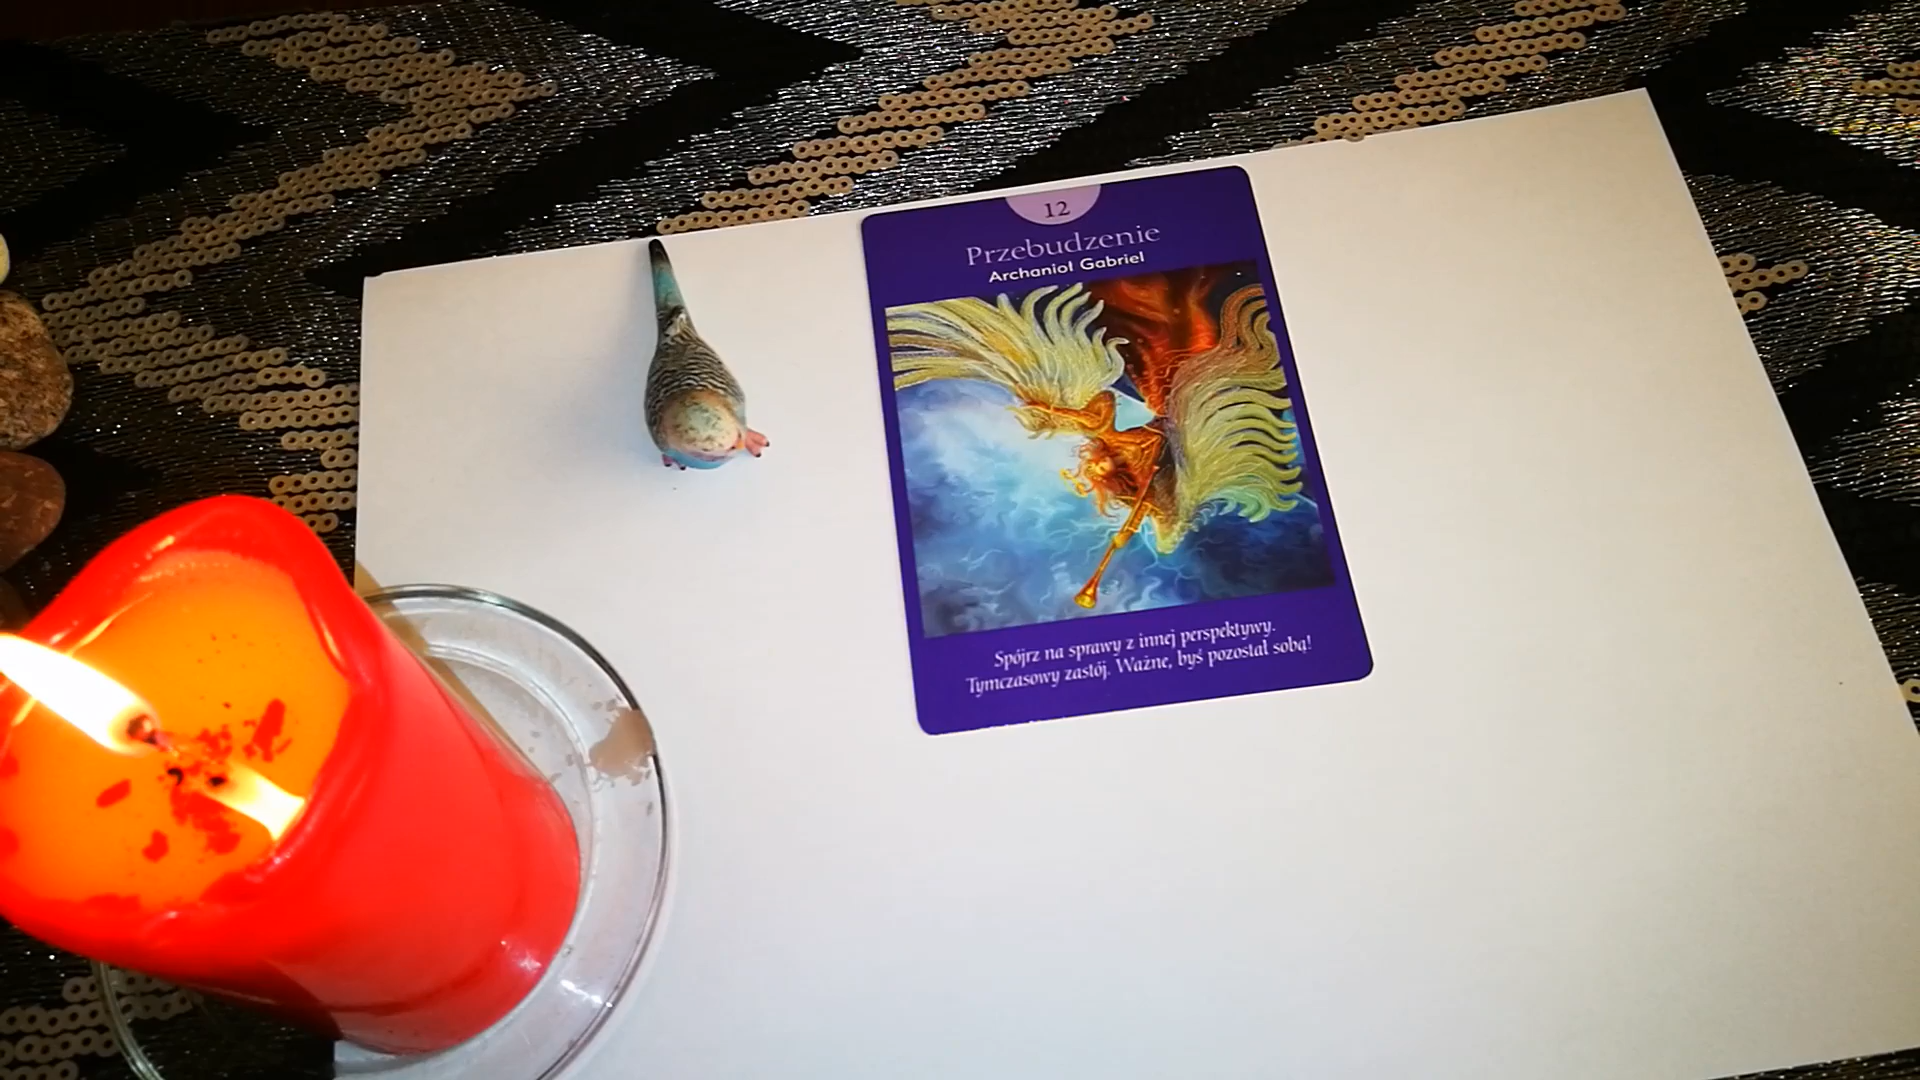 12
Przebudzenie
Archanioł Gabriel
Spójrz na sprawy z innej perspektywy.
Tymczasowy zastój. Ważne, byś pozostał sobą!